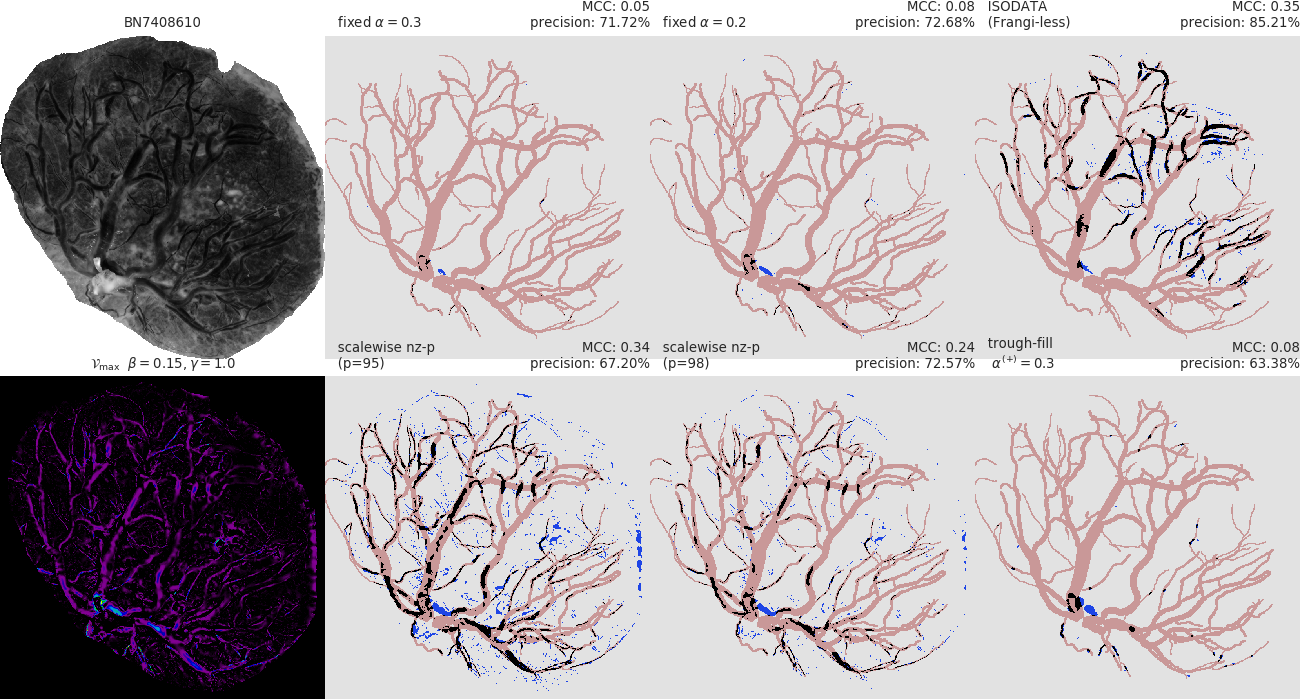 BN7408610
fixed α = 0.3
MCC: 0.05
precision: 71.72%
fixed α = 0.2
MCC: 0.08
precision: 72.68%
ISODATA
(Frangi-less)
MCC: 0.35
precision: 85.21%
𝒱max β = 0.15, γ = 1.0
scalewise nz-p
(p=95)
MCC: 0.34
precision: 67.20%
scalewise nz-p
(p=98)
MCC: 0.24
precision: 72.57%
trough-fill
α(+) = 0.3
MCC: 0.08
precision: 63.38%